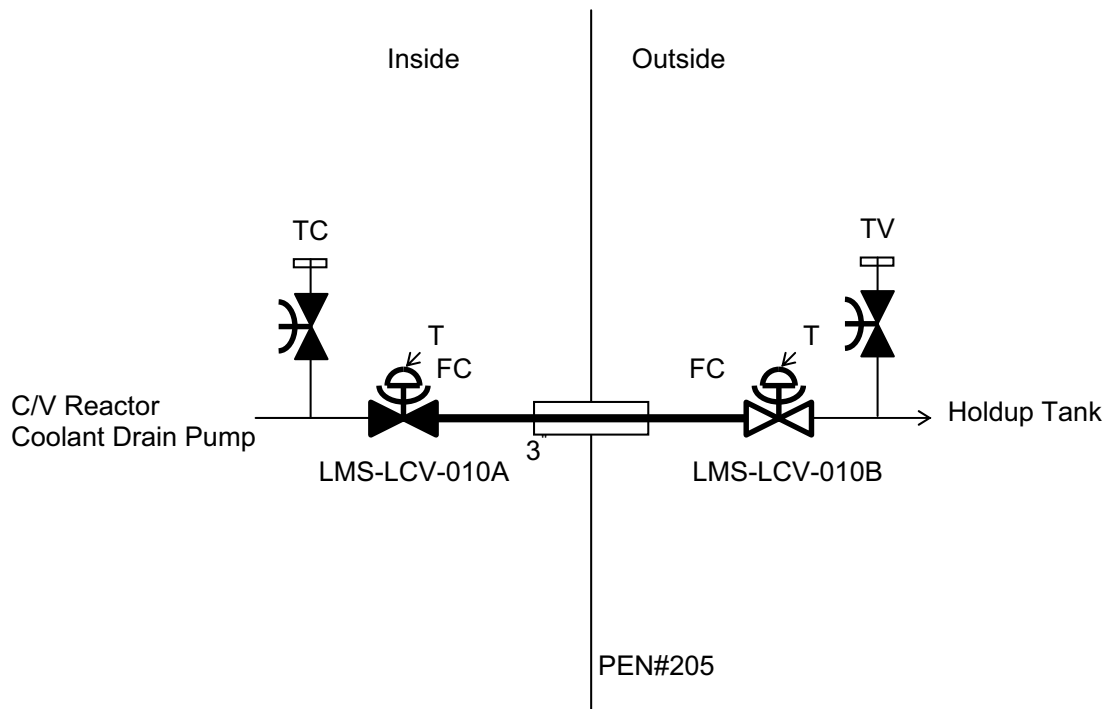 Inside
Outside
TC
TV
T
FC
FC
T
C/V Reactor
Coolant Drain Pump
Holdup Tank
3"
LMS-LCV-010A
LMS-LCV-010B
PEN#205